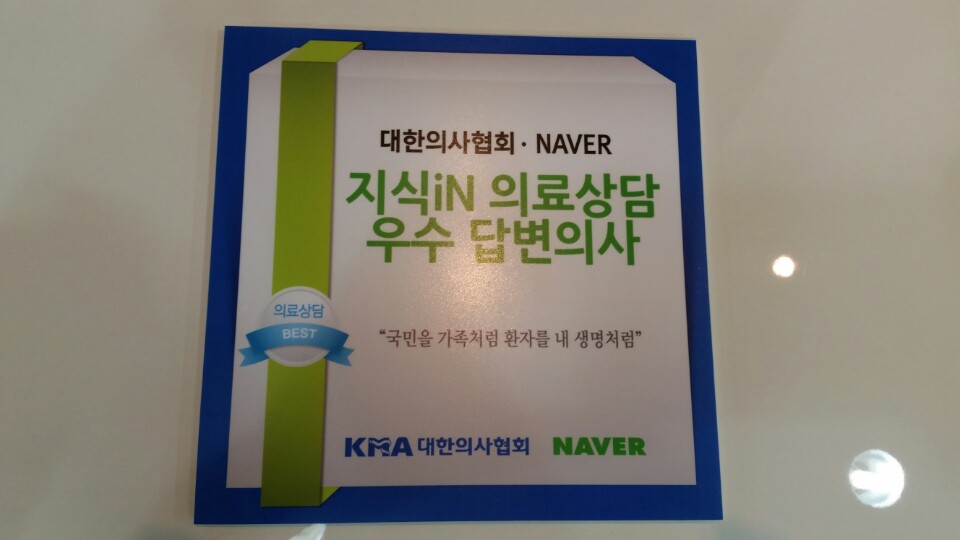 대한의사협회 · NAVER
지식iN 의료상담
우수 답변의사
의료상담
BEST
“국민을 가족처럼 환자를 내 생명처럼”
KMA 대한의사협회 NAVER